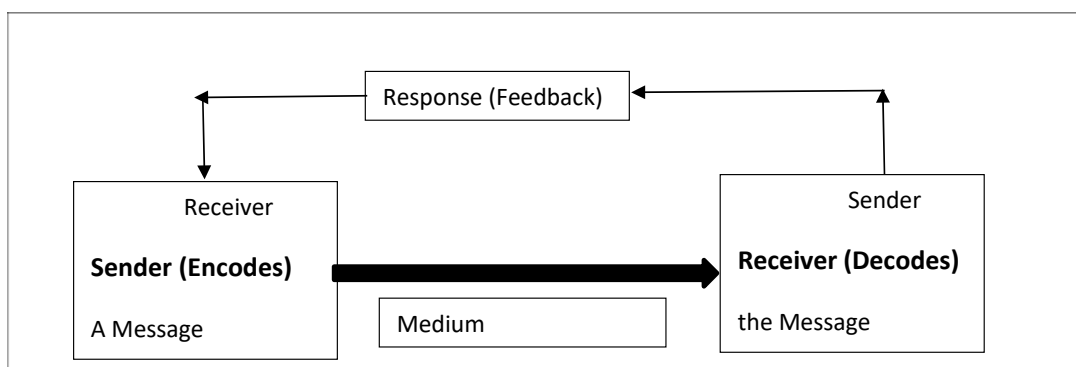 Response (Feedback)
Receiver
Sender (Encodes)
A Message
Medium
Sender
Receiver (Decodes)
the Message